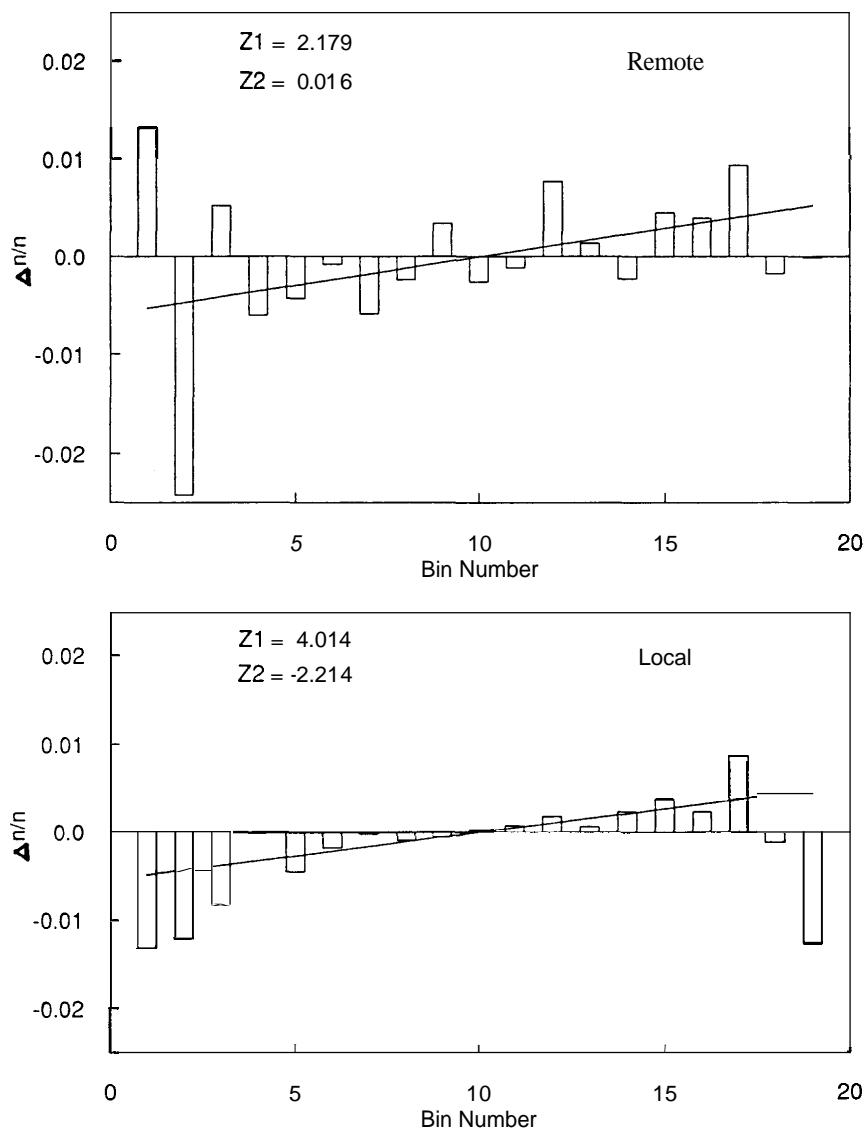 Z1 = 2.179
Z2 = 0.016
Remote
0.02
0.01
0.0
-0.01
-0.02
Δn/n
0 5 10 15 20
Bin Number
Z1 = 4.014
Z2 = -2.214
Local
0.02
0.01
0.0
-0.01
-0.02
Δn/n
0 5 10 15 20
Bin Number